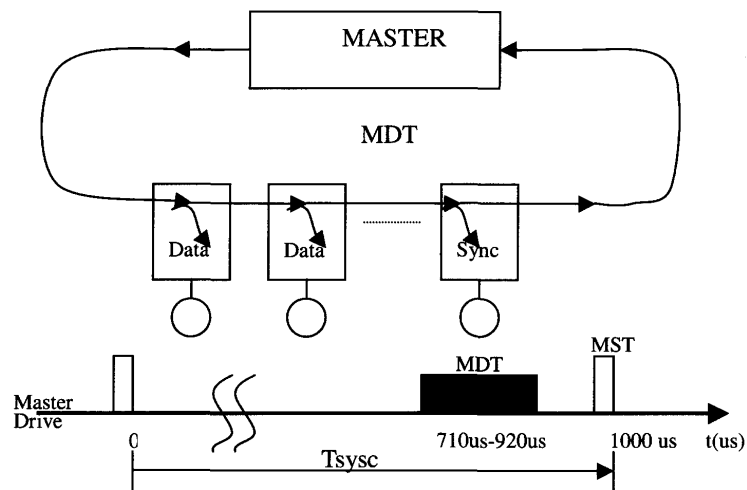 MASTER
MDT
Data
Data
Sync
MDT
MST
Master
Drive
0
710us-920us
1000 us
t(us)
Tsysc